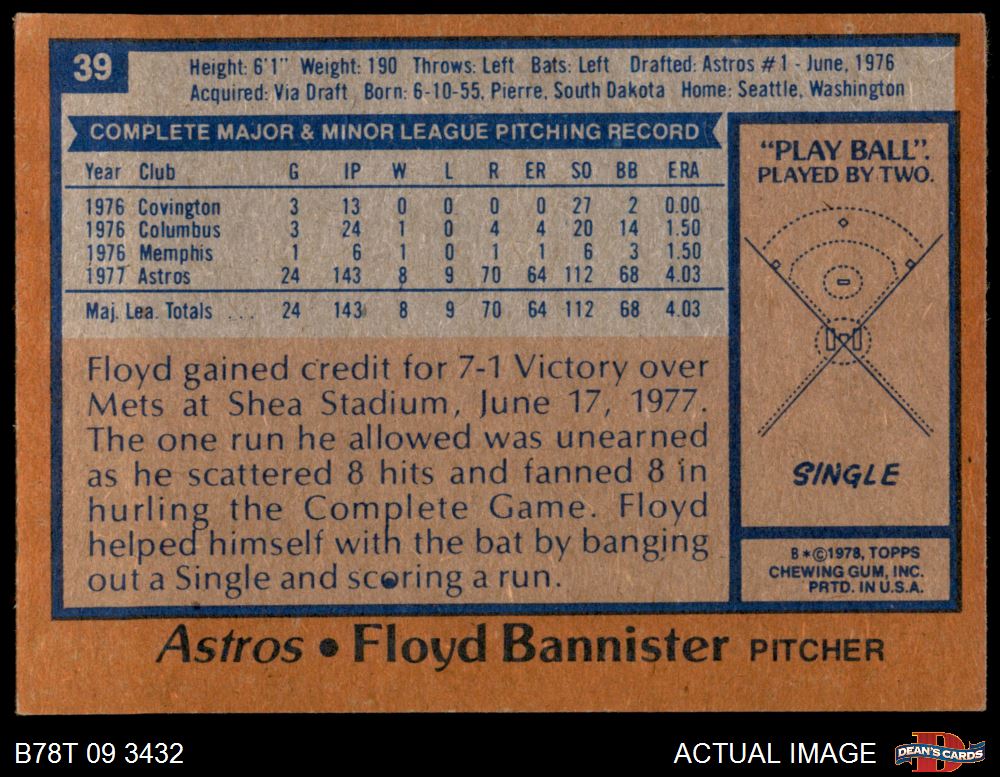 39
Height: 6'1" Weight: 190 Throws: Left Bats: Left Drafted: Astros #1 - June, 1976
Acquired: Via Draft Born: 6-10-55, Pierre, South Dakota Home: Seattle, Washington
COMPLETE MAJOR & MINOR LEAGUE PITCHING RECORD
Year Club G IP W L R ER SO BB ERA
1976 Covington 3 13 0 0 0 0 27 2 0.00
1976 Columbus 3 24 1 0 4 4 20 14 1.50
1976 Memphis 1 6 1 0 1 1 6 3 1.50
1977 Astros 24 143 8 9 70 64 112 68 4.03
Maj. Lea. Totals ... 24 143 8 9 70 64 112 68 4.03
Floyd gained credit for 7-1 Victory over
Mets at Shea Stadium, June 17, 1977.
The one run he allowed was unearned
as he scattered 8 hits and fanned 8 in
hurling the Complete Game. Floyd
helped himself with the bat by banging
out a Single and scoring a run.
"PLAY BALL".
PLAYED BY TWO.
SINGLE
B*©1978, TOPPS
CHEWING GUM, INC.
PRTD. IN U.S.A.
Astros • Floyd Bannister PITCHER
B78T 09 3432
ACTUAL IMAGE
D
DEAN'S CARDS